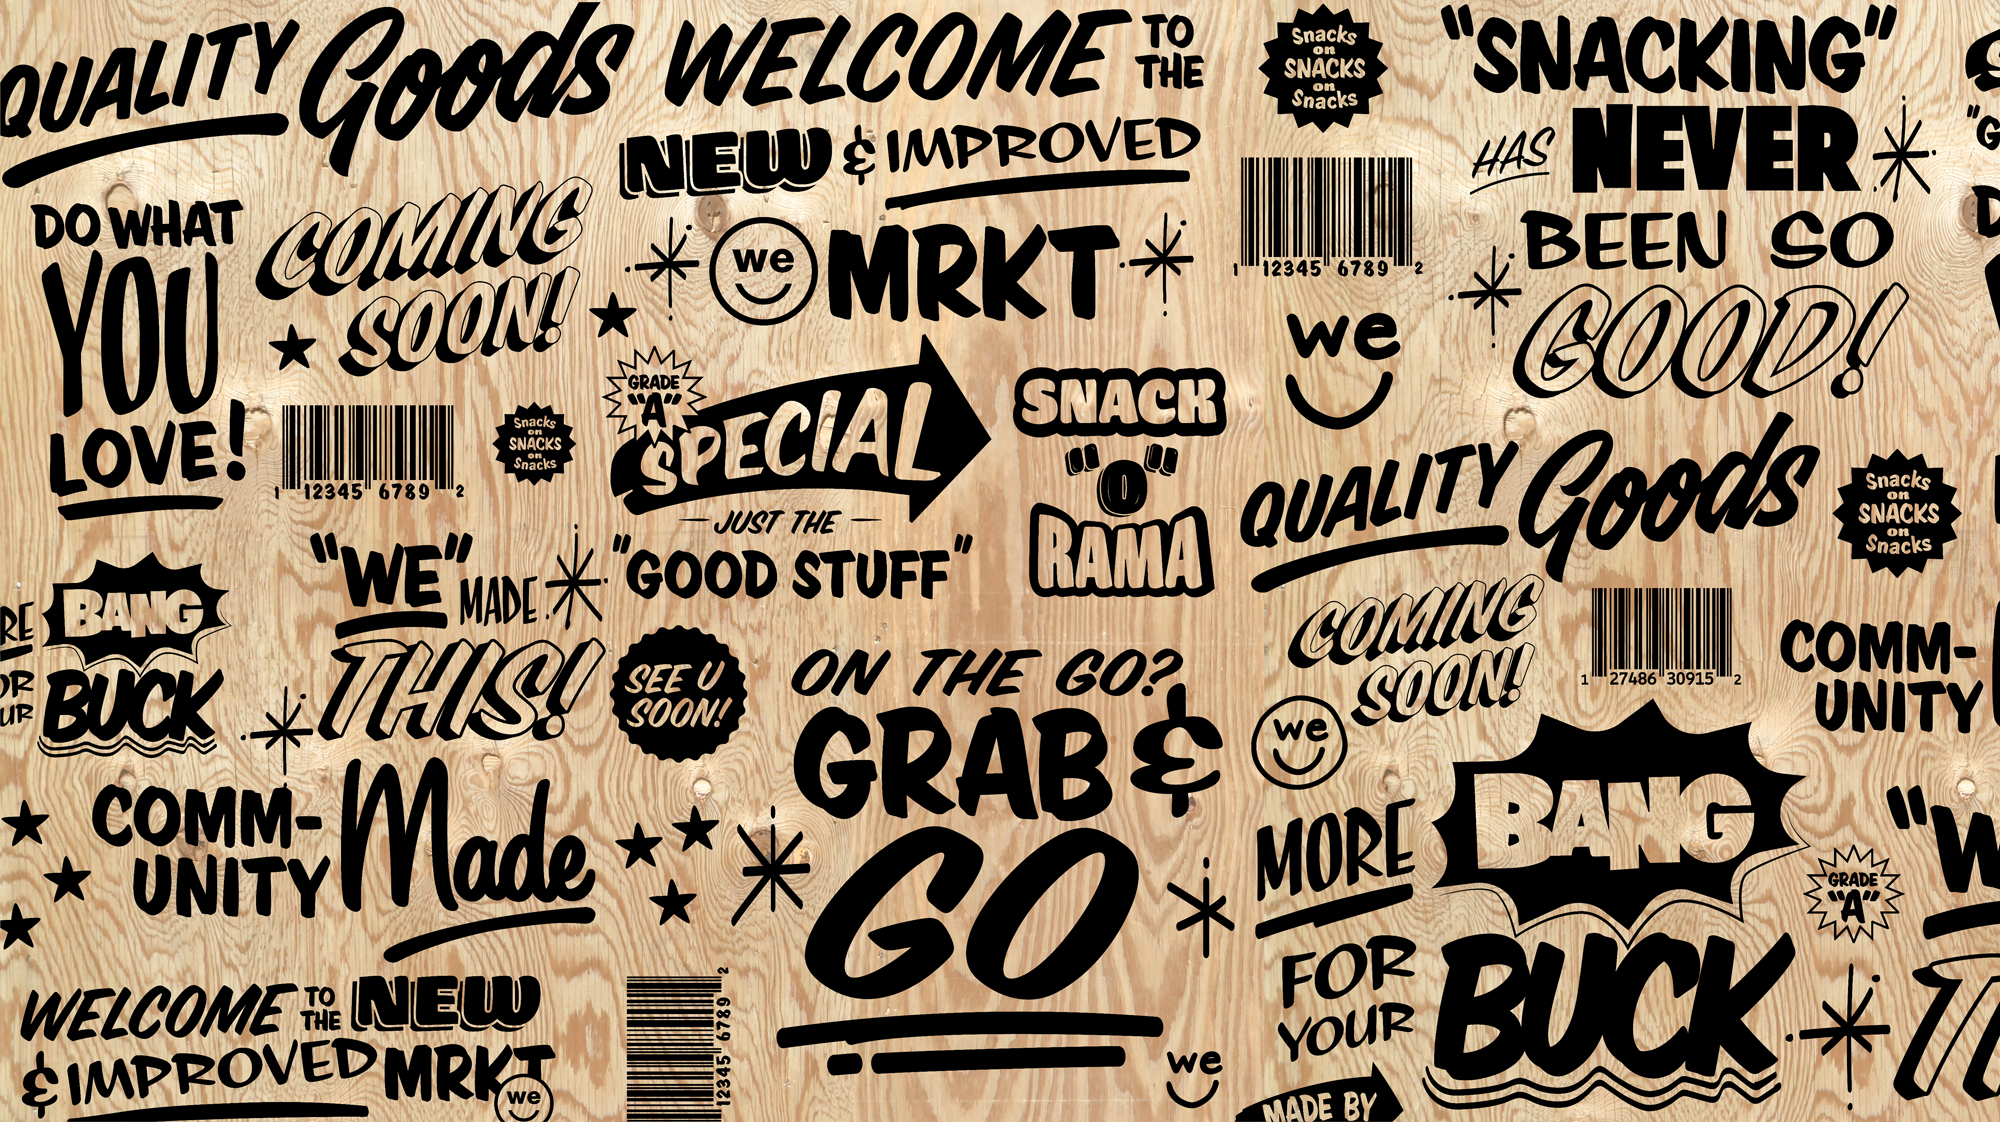 QUALITY Goods
WELCOME TO THE
NEW & IMPROVED
we MRKT
Snacks
on
SNACKS
on
Snacks
"SNACKING"
HAS NEVER
BEEN SO
GOOD!
DO WHAT
YOU
LOVE!
COMING
SOON!
1 12345 6789 2
Snacks
on
SNACKS
on
Snacks
GRADE
"A"
SPECIAL
JUST THE
"GOOD STUFF"
SNACK
"O"
RAMA
1 12345 6789 2
we
QUALITY Goods
Snacks
on
SNACKS
on
Snacks
BANG
BUCK
"WE" MADE
THIS!
SEE U
SOON!
ON THE GO?
GRAB &
GO
COMING
SOON!
1 27486 30915 2
COMM-
UNITY
we
COMM-
UNITY Made
MORE
BANG
FOR
YOUR
BUCK
GRADE
"A"
WELCOME TO THE NEW
& IMPROVED MRKT
we
12345 6789 2
we
MADE BY